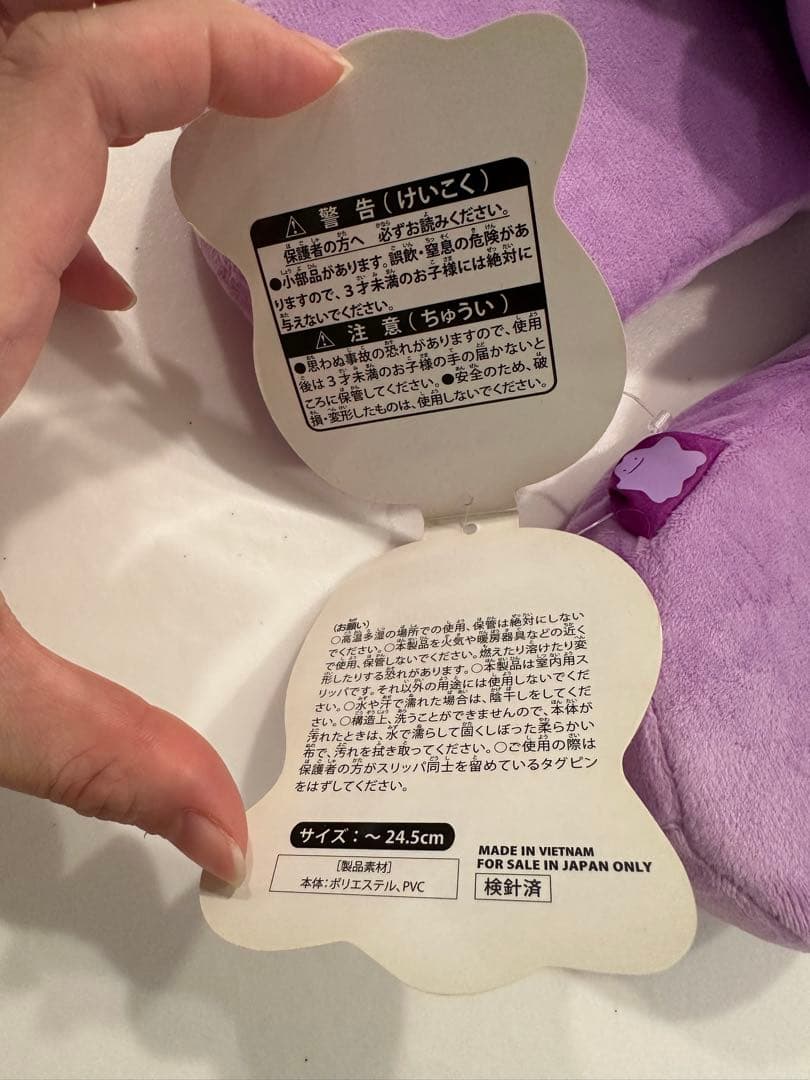 ⚠ 警告(けいこく)
保護者の方へ 必ずお読みください。
●小部品があります。誤飲・窒息の危険があ
りますので、3才未満のお子様には絶対に
与えないでください。
⚠ 注意(ちゅうい)
●思わぬ事故の恐れがありますので、使用
後は3才未満のお子様の手の届かないと
ころに保管してください。●安全のため、破
損・変形したものは、使用しないでください。
(お願い)
○高温多湿の場所での使用、保管は絶対にしない
でください。○本製品を火気や暖房器具などの近く
で使用、保管しないでください。燃えたり溶けたり変
形したりする恐れがあります。○本製品は室内用ス
リッパです。それ以外の用途には使用しないでくだ
さい。○水や汗で濡れた場合は、陰干しをしてくだ
さい。○構造上、洗うことができませんので、本体が
汚れたときは、水で濡らして固くしぼった柔らかい
布で、汚れを拭き取ってください。○ご使用の際は
保護者の方がスリッパ同士を留めているタグピン
をはずしてください。
サイズ:〜24.5cm
[製品素材]
本体:ポリエステル、PVC
MADE IN VIETNAM
FOR SALE IN JAPAN ONLY
検針済